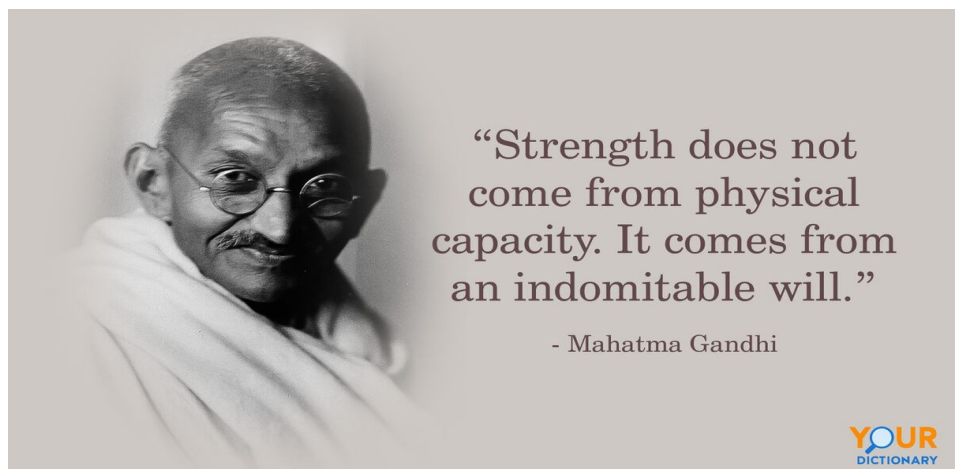 “Strength does not
come from physical
capacity. It comes from
an indomitable will.”
- Mahatma Gandhi
YOUR
DICTIONARY